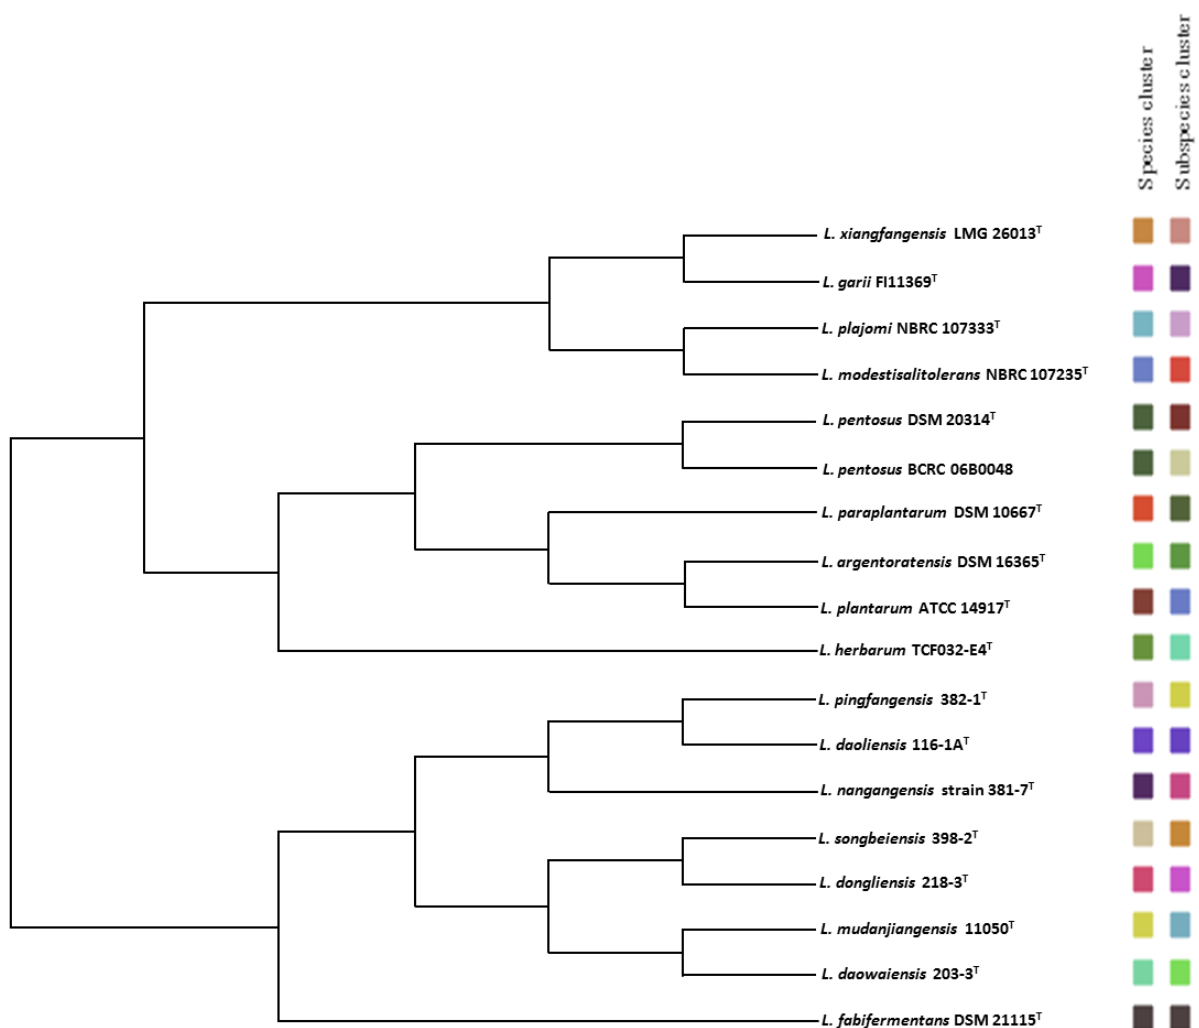 Species cluster
Subspecies cluster
L. xiangfangensis LMG 26013ᵀ
L. garii FI11369ᵀ
L. plajomi NBRC 107333ᵀ
L. modestisalitolerans NBRC 107235ᵀ
L. pentosus DSM 20314ᵀ
L. pentosus BCRC 06B0048
L. paraplantarum DSM 10667ᵀ
L. argentoratensis DSM 16365ᵀ
L. plantarum ATCC 14917ᵀ
L. herbarum TCF032-E4ᵀ
L. pingfangensis 382-1ᵀ
L. daoliensis 116-1Aᵀ
L. nangangensis strain 381-7ᵀ
L. songbeiensis 398-2ᵀ
L. dongliensis 218-3ᵀ
L. mudanjiangensis 11050ᵀ
L. daowaiensis 203-3ᵀ
L. fabifermentans DSM 21115ᵀ